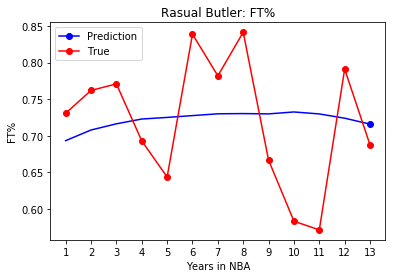 Rasual Butler: FT%
Prediction
True
FT%
0.85
0.80
0.75
0.70
0.65
0.60
1 2 3 4 5 6 7 8 9 10 11 12 13
Years in NBA